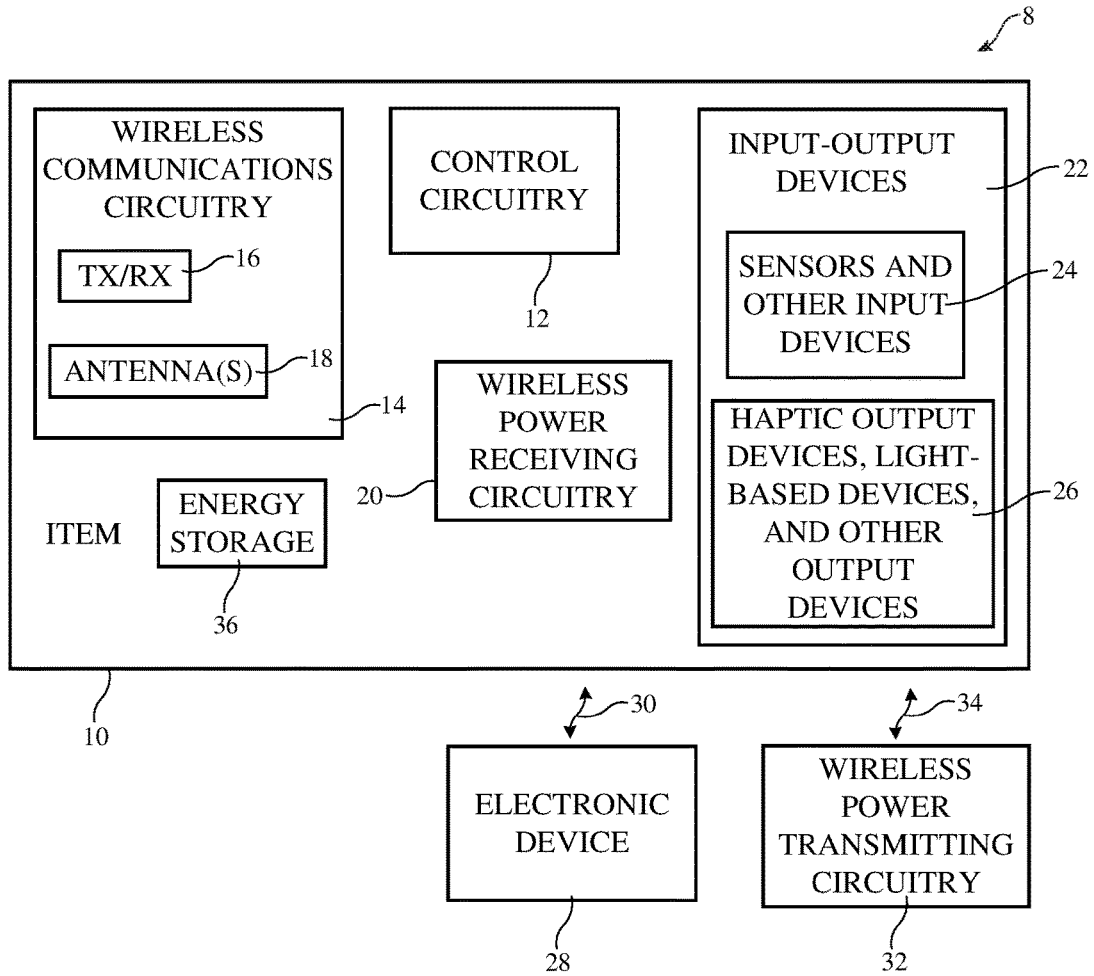 8
WIRELESS
COMMUNICATIONS
CIRCUITRY
TX/RX
16
ANTENNA(S)
18
14
CONTROL
CIRCUITRY
12
INPUT-OUTPUT
DEVICES
22
SENSORS AND
OTHER INPUT
DEVICES
24
WIRELESS
POWER
RECEIVING
CIRCUITRY
20
HAPTIC OUTPUT
DEVICES, LIGHT-
BASED DEVICES,
AND OTHER
OUTPUT
DEVICES
26
ITEM
ENERGY
STORAGE
36
10
30
34
ELECTRONIC
DEVICE
28
WIRELESS
POWER
TRANSMITTING
CIRCUITRY
32